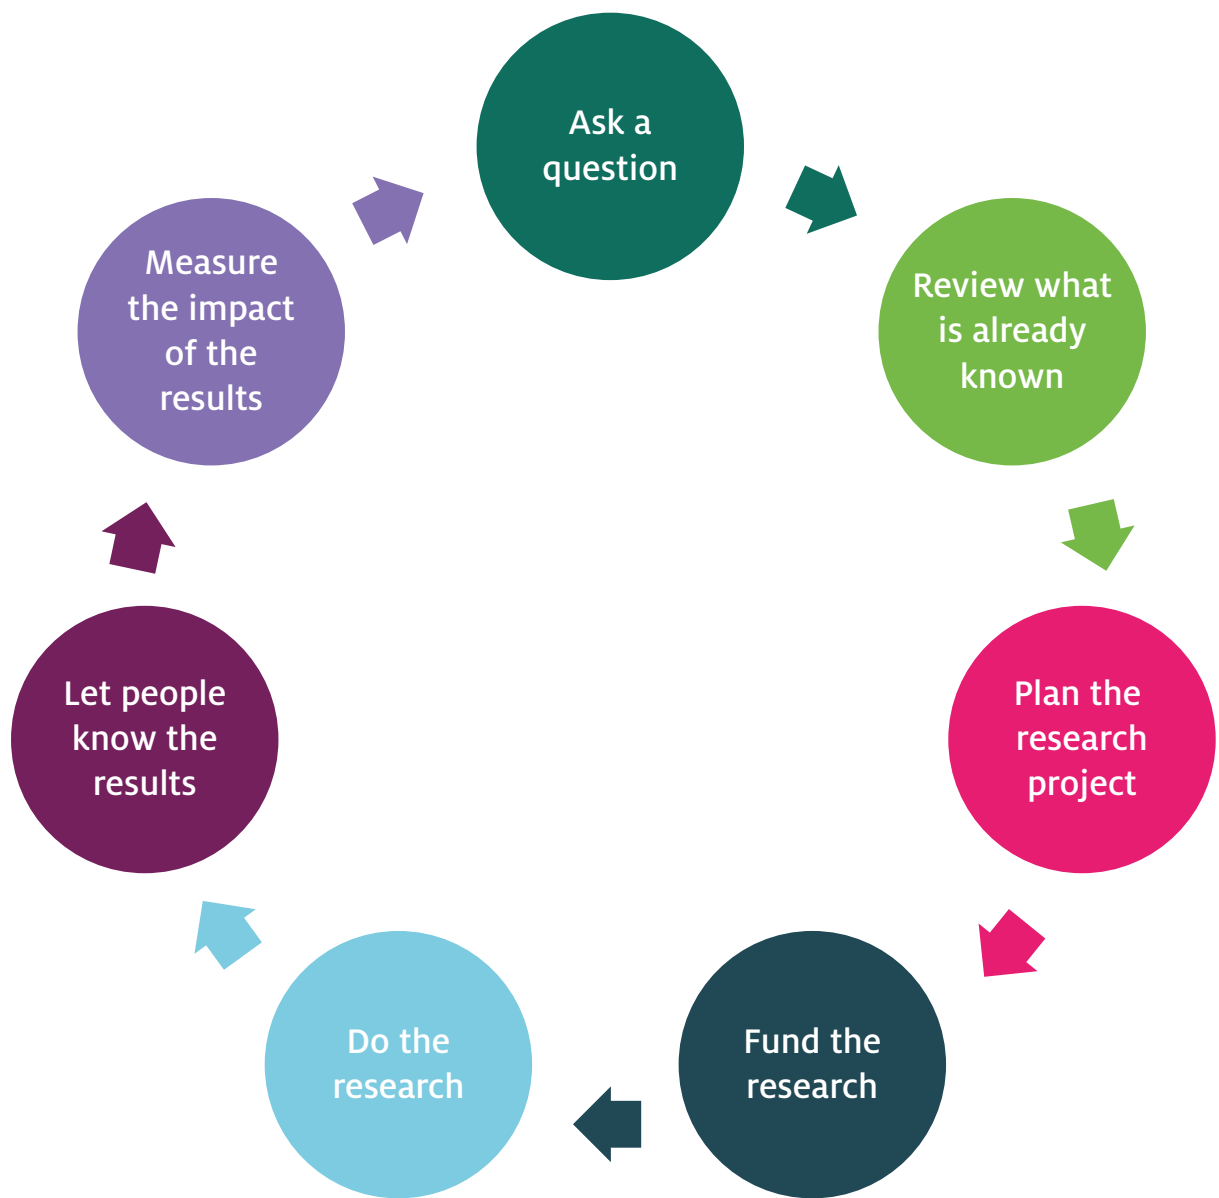 Ask a
question
Review what
is already
known
Plan the
research
project
Fund the
research
Do the
research
Let people
know the
results
Measure
the impact
of the
results